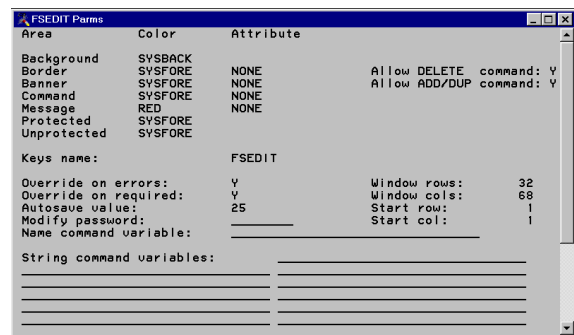 FSEDIT Parms
Area Color Attribute
Background SYSBACK
Border SYSFORE NONE Allow DELETE command: Y
Banner SYSFORE NONE Allow ADD/DUP command: Y
Command SYSFORE NONE
Message RED NONE
Protected SYSFORE
Unprotected SYSFORE
Keys name: FSEDIT
Override on errors: Y Window rows: 32
Override on required: Y Window cols: 68
Autosave value: 25 Start row: 1
Modify password: Start col: 1
Name command variable:
String command variables: